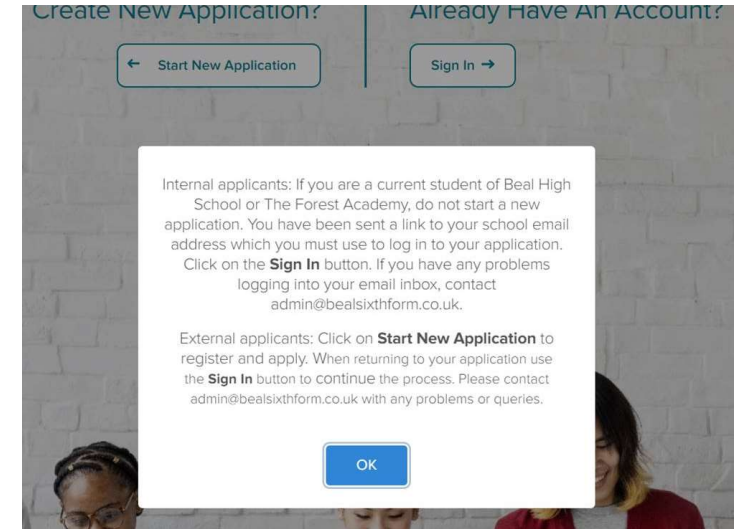 Create New Application?
Already Have An Account?
← Start New Application
Sign In →
Internal applicants: If you are a current student of Beal High
School or The Forest Academy, do not start a new
application. You have been sent a link to your school email
address which you must use to log in to your application.
Click on the Sign In button. If you have any problems
logging into your email inbox, contact
admin@bealsixthform.co.uk.
External applicants: Click on Start New Application to
register and apply. When returning to your application use
the Sign In button to continue the process. Please contact
admin@bealsixthform.co.uk with any problems or queries.
OK